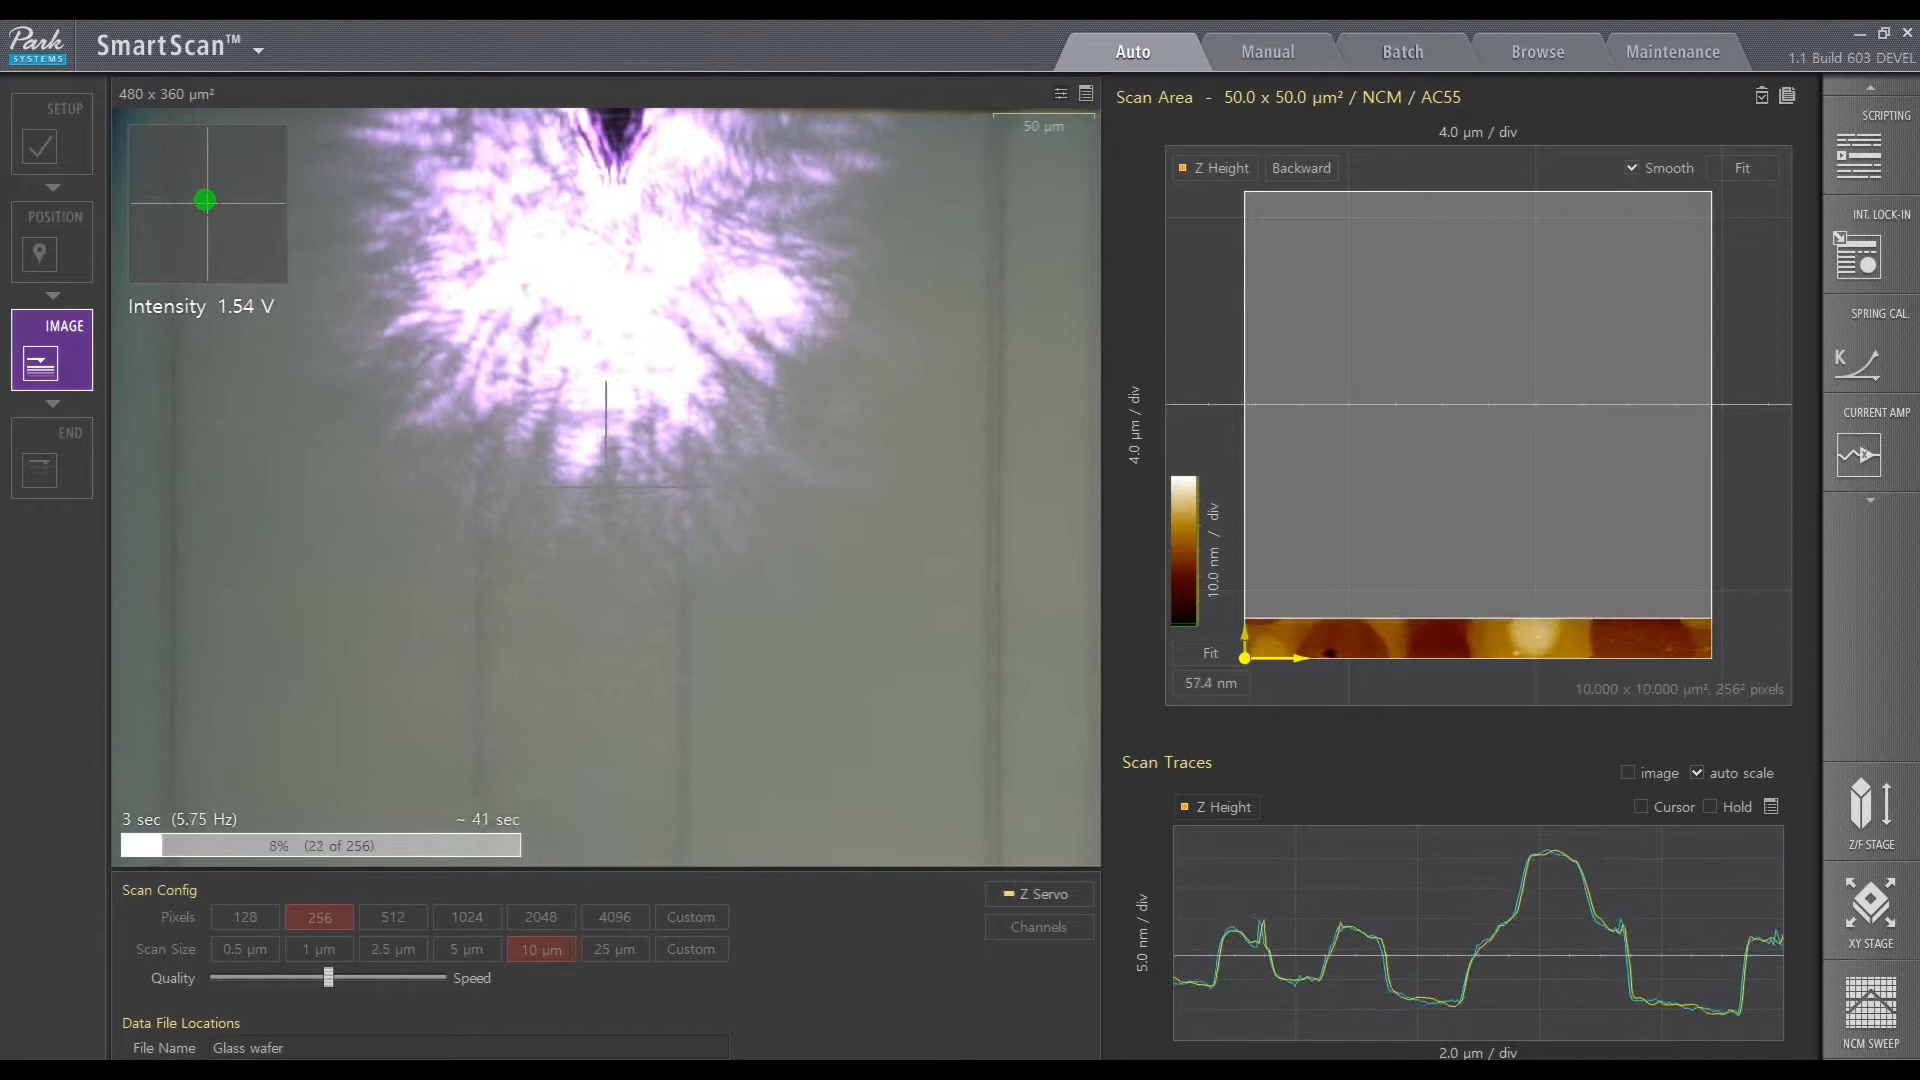 Park
SYSTEMS
SmartScan™
Auto
Manual
Batch
Browse
Maintenance
1.1 Build 603 DEVEL
SETUP
POSITION
IMAGE
END
480 x 360 µm²
50 µm
Intensity 1.54 V
3 sec (5.75 Hz)
~ 41 sec
8% (22 of 256)
Scan Config
Pixels 128 256 512 1024 2048 4096 Custom
Scan Size 0.5 µm 1 µm 2.5 µm 5 µm 10 µm 25 µm Custom
Quality Speed
Z Servo
Channels
Data File Locations
File Name Glass wafer
Scan Area - 50.0 x 50.0 µm² / NCM / AC55
4.0 µm / div
Z Height Backward Smooth Fit
4.0 µm / div
10.0 nm / div
Fit
57.4 nm
10.000 x 10.000 µm², 256² pixels
Scan Traces
image auto scale
Z Height
Cursor Hold
5.0 nm / div
2.0 µm / div
SCRIPTING
INT. LOCK-IN
SPRING CAL.
K
CURRENT AMP
Z/F STAGE
XY STAGE
NCM SWEEP